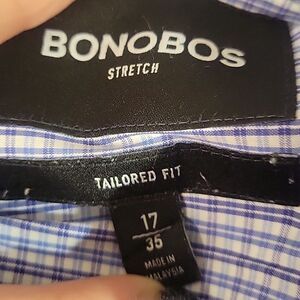 BONOBOS
STRETCH
TAILORED FIT
17
35
MADE IN
MALAYSIA